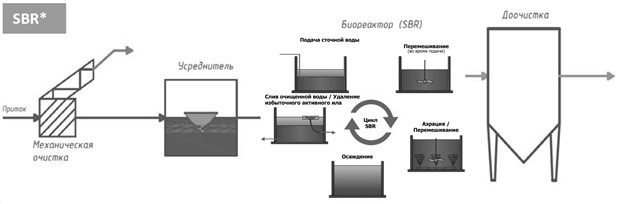 SBR*
Биореактор (SBR)
Доочистка
Подача сточной воды
Перемешивание
(во время подачи)
Усреднитель
Приток
Механическая
очистка
Слив очищенной воды / Удаление
избыточного активного ила
Цикл
SBR
Аэрация /
Перемешивание
Осаждение